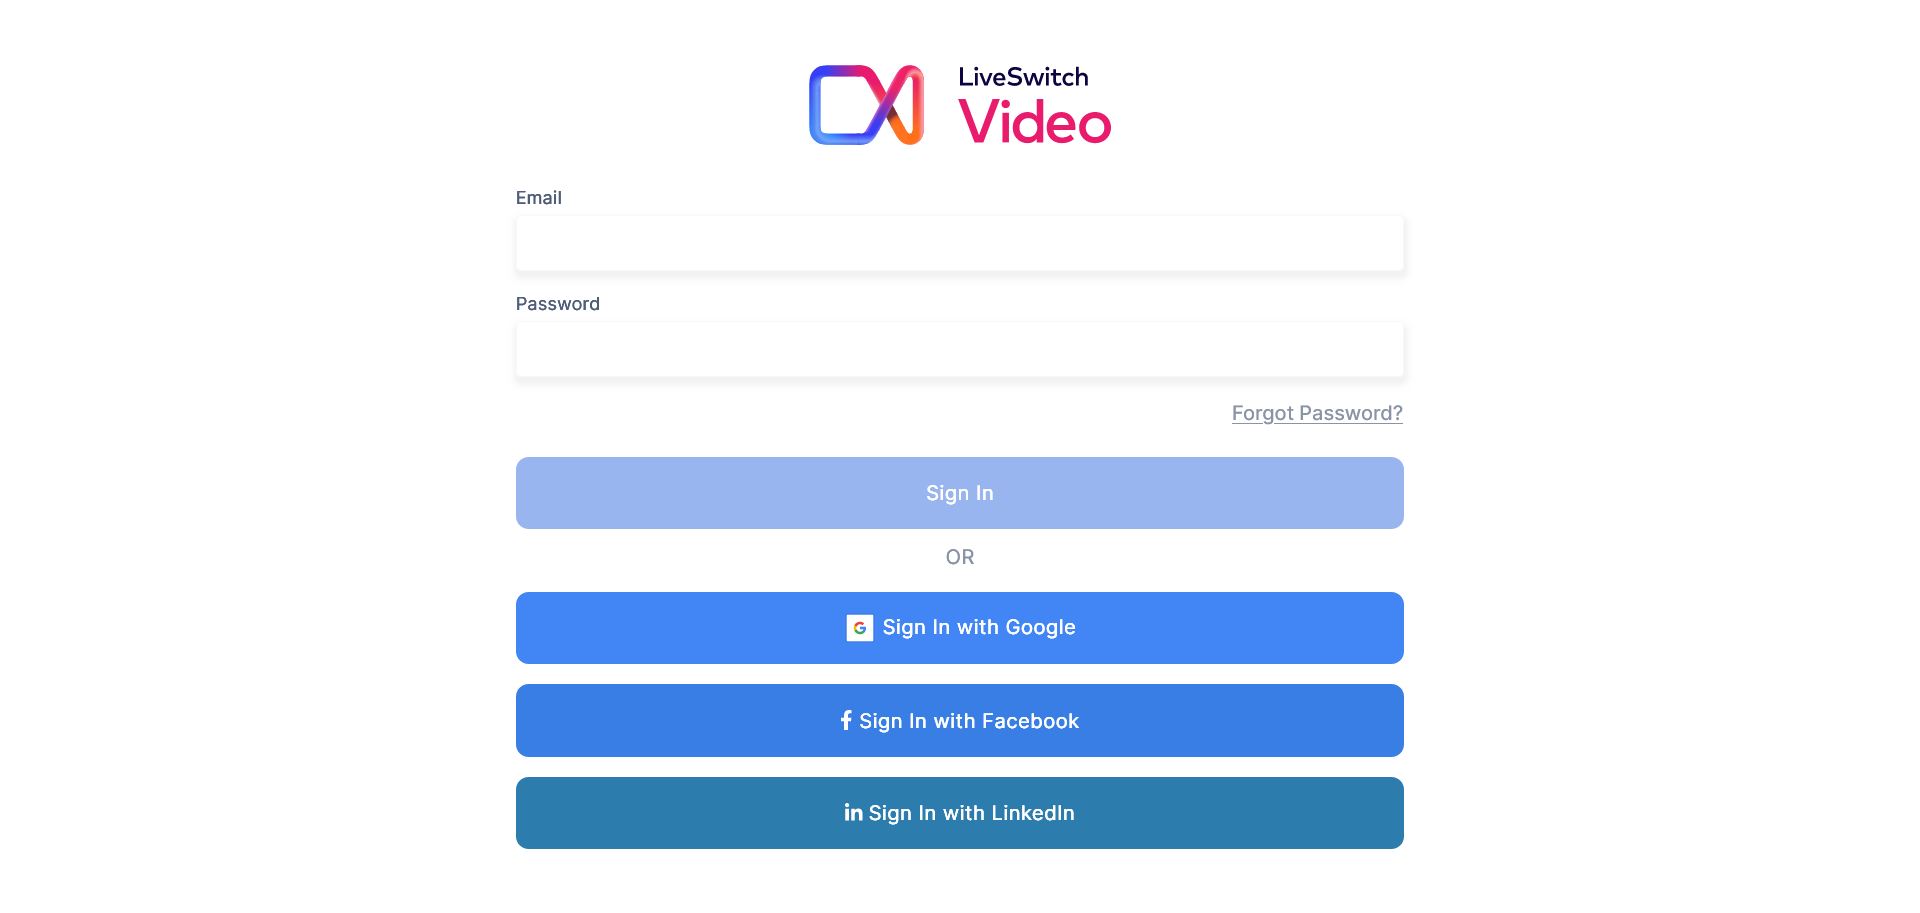 LiveSwitch
Video
Email
Password
Forgot Password?
Sign In
OR
Sign In with Google
Sign In with Facebook
Sign In with LinkedIn